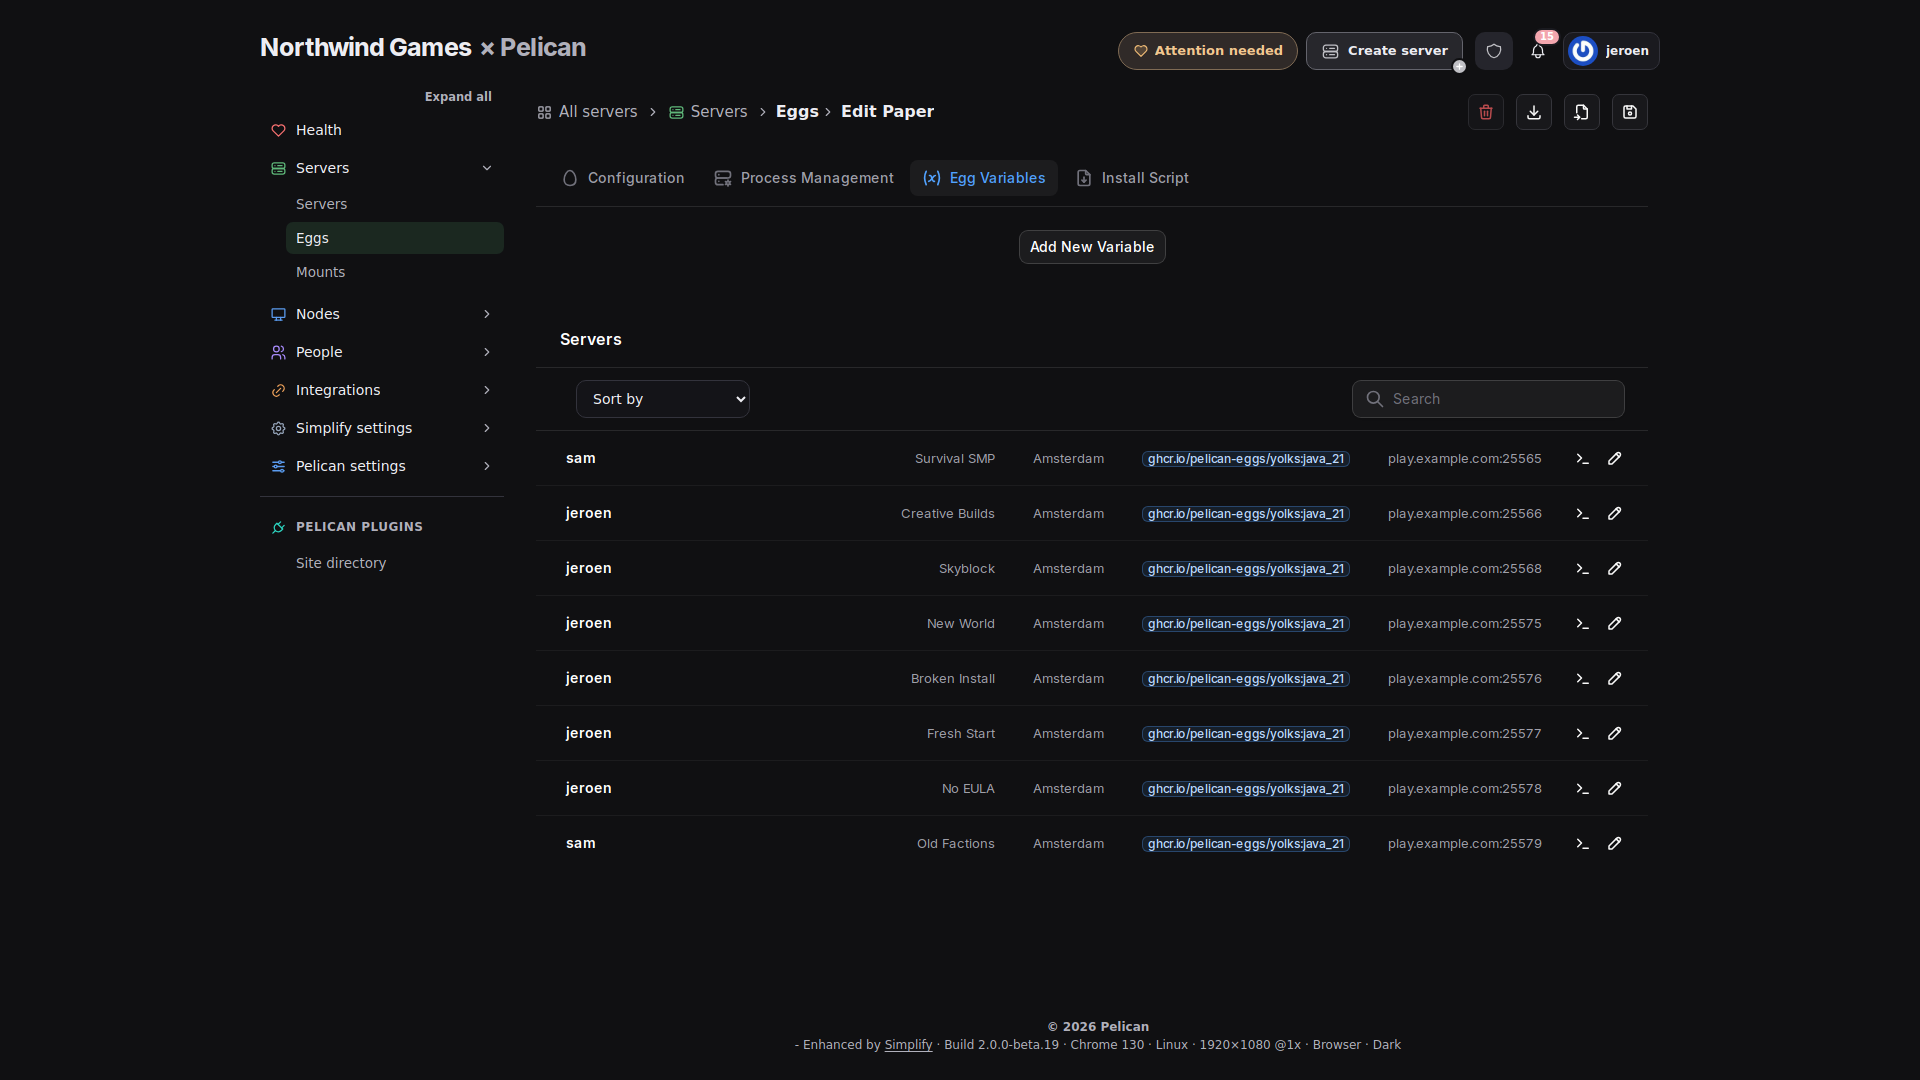 Northwind Games × Pelican
Attention needed
Create server
15
jeroen
Expand all
Health
Servers
Servers
Eggs
Mounts
Nodes
People
Integrations
Simplify settings
Pelican settings
PELICAN PLUGINS
Site directory
All servers > Servers > Eggs > Edit Paper
Configuration
Process Management
(x) Egg Variables
Install Script
Add New Variable
Servers
Sort by
Search
sam Survival SMP Amsterdam ghcr.io/pelican-eggs/yolks:java_21 play.example.com:25565
jeroen Creative Builds Amsterdam ghcr.io/pelican-eggs/yolks:java_21 play.example.com:25566
jeroen Skyblock Amsterdam ghcr.io/pelican-eggs/yolks:java_21 play.example.com:25568
jeroen New World Amsterdam ghcr.io/pelican-eggs/yolks:java_21 play.example.com:25575
jeroen Broken Install Amsterdam ghcr.io/pelican-eggs/yolks:java_21 play.example.com:25576
jeroen Fresh Start Amsterdam ghcr.io/pelican-eggs/yolks:java_21 play.example.com:25577
jeroen No EULA Amsterdam ghcr.io/pelican-eggs/yolks:java_21 play.example.com:25578
sam Old Factions Amsterdam ghcr.io/pelican-eggs/yolks:java_21 play.example.com:25579
© 2026 Pelican
- Enhanced by Simplify · Build 2.0.0-beta.19 · Chrome 130 · Linux · 1920×1080 @1x · Browser · Dark